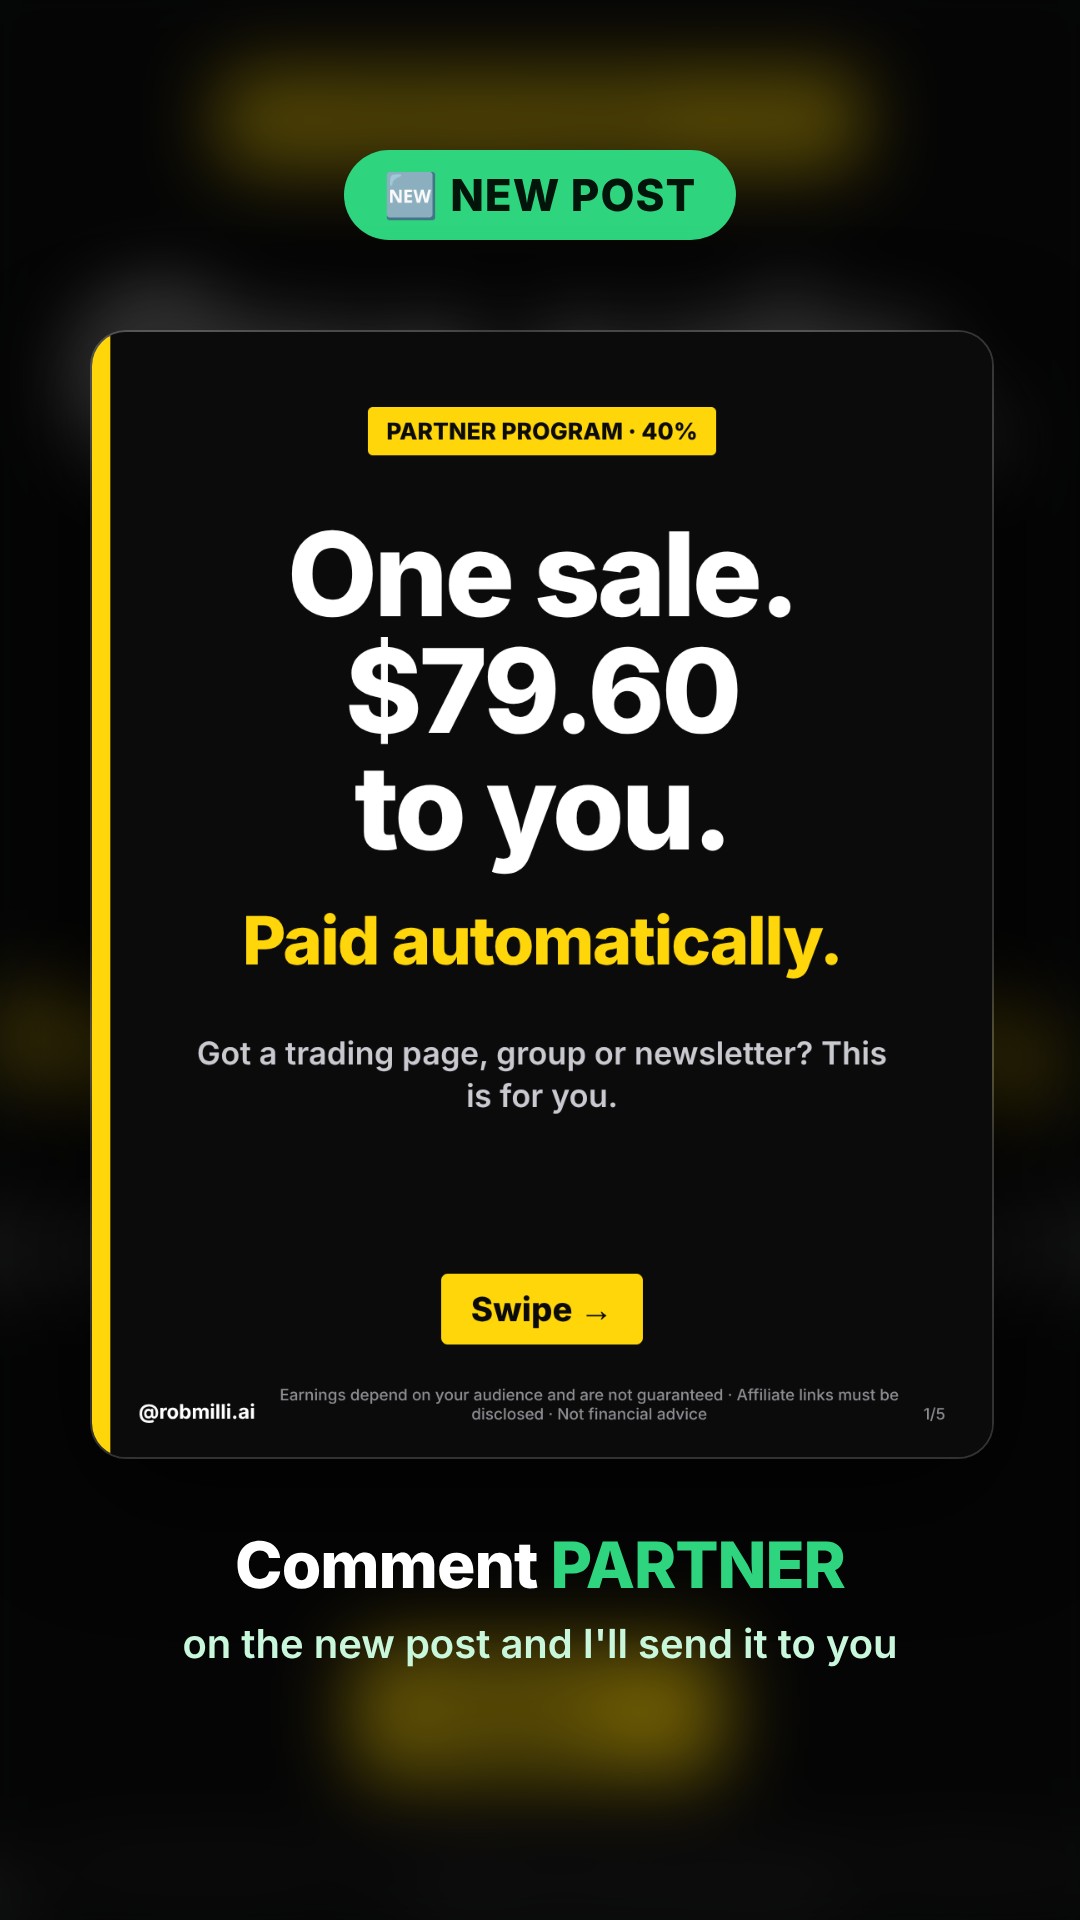 🆕 NEW POST
PARTNER PROGRAM · 40%
One sale.
$79.60
to you.
Paid automatically.
Got a trading page, group or newsletter? This
is for you.
Swipe →
@robmilli.ai
Earnings depend on your audience and are not guaranteed · Affiliate links must be
disclosed · Not financial advice
1/5
Comment PARTNER
on the new post and I'll send it to you